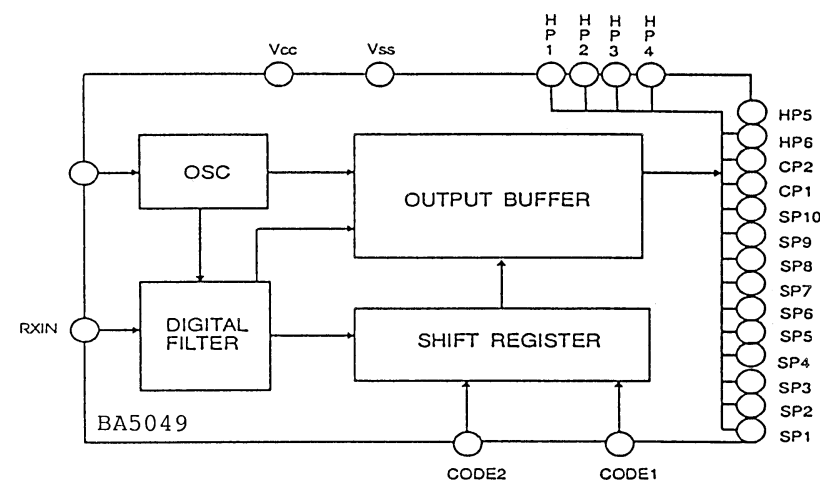 Vcc
Vss
HP1
HP2
HP3
HP4
HP5
HP6
CP2
CP1
SP10
SP9
SP8
SP7
SP6
SP5
SP4
SP3
SP2
SP1
OSC
OUTPUT BUFFER
RXIN
DIGITAL
FILTER
SHIFT REGISTER
BA5049
CODE2
CODE1